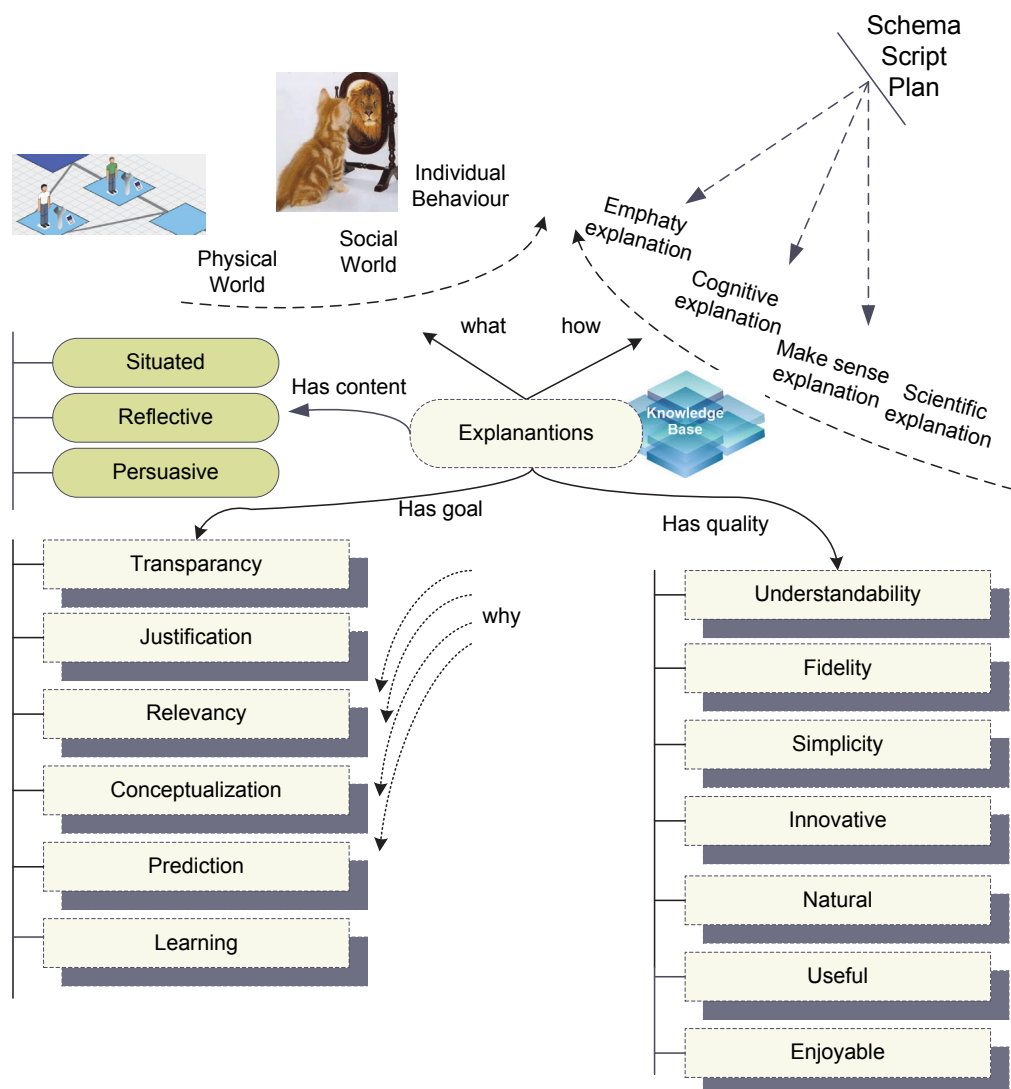 Schema
Script
Plan
Individual
Behaviour
Social
World
Physical
World
Emphaty
explanation
Cognitive
explanation
Make sense
explanation
Scientific
explanation
what
how
Situated
Reflective
Persuasive
Has content
Explanantions
Knowledge
Base
Has goal
Has quality
Transparancy
Justification
Relevancy
Conceptualization
Prediction
Learning
why
Understandability
Fidelity
Simplicity
Innovative
Natural
Useful
Enjoyable